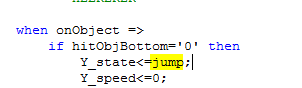 when onObject =>
if hitObjBottom='0' then
Y_state<=jump;
Y_speed<=0;